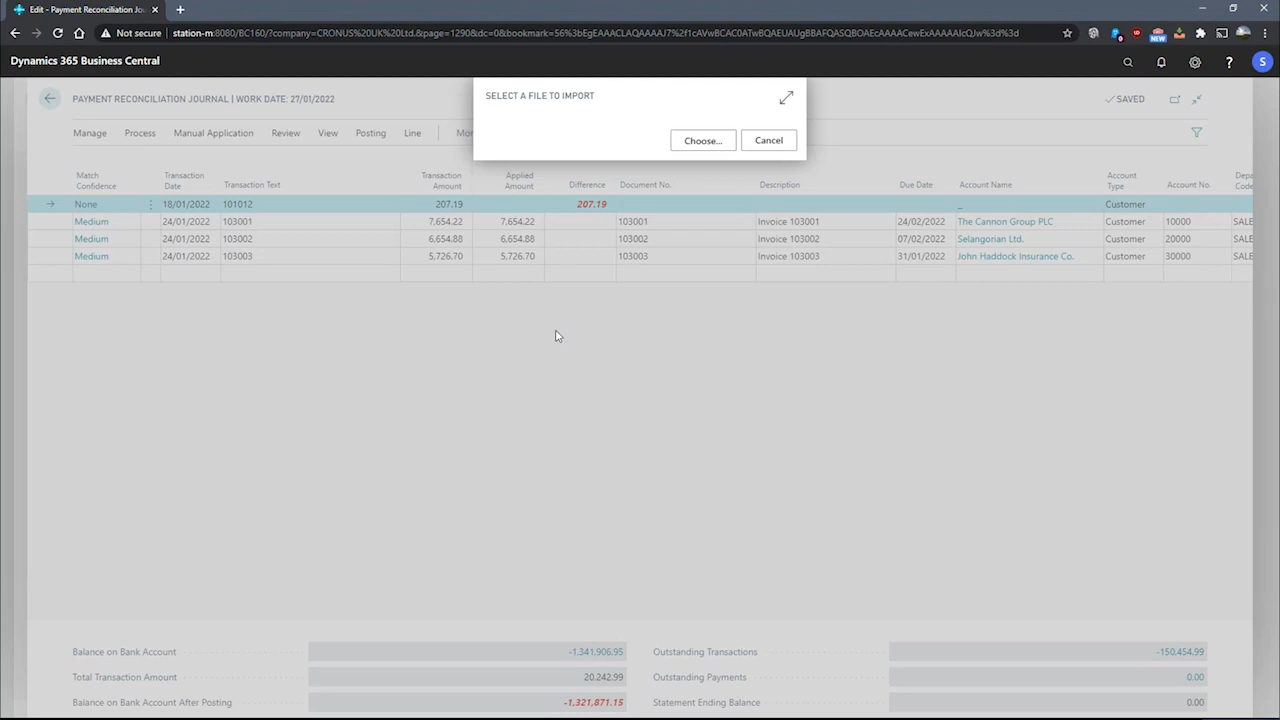 Edit - Payment Reconciliation Jou
Not secure | station-m:8080/BC160/?company=CRONUS%20UK%20Ltd.&page=1290&dc=0&bookmark=
NEW
Dynamics 365 Business Central
S
SELECT A FILE TO IMPORT
Choose...
Cancel
PAYMENT RECONCILIATION JOURNAL | WORK DATE: 27/01/2022
SAVED
Manage Process Manual Application Review View Posting Line Mor
Match Confidence Transaction Date Transaction Text Transaction Amount Applied Amount Difference Document No. Description Due Date Account Name Account Type Account No. Depa Code
None 18/01/2022 101012 207.19 207.19 _ Customer
Medium 24/01/2022 103001 7,654.22 7,654.22 103001 Invoice 103001 24/02/2022 The Cannon Group PLC Customer 10000 SALE
Medium 24/01/2022 103002 6,654.88 6,654.88 103002 Invoice 103002 07/02/2022 Selangorian Ltd. Customer 20000 SALE
Medium 24/01/2022 103003 5,726.70 5,726.70 103003 Invoice 103003 31/01/2022 John Haddock Insurance Co. Customer 30000 SALE
Balance on Bank Account -1,341,906.95 Outstanding Transactions -150,454.99
Total Transaction Amount 20,242.99 Outstanding Payments 0.00
Balance on Bank Account After Posting -1,321,871.15 Statement Ending Balance 0.00